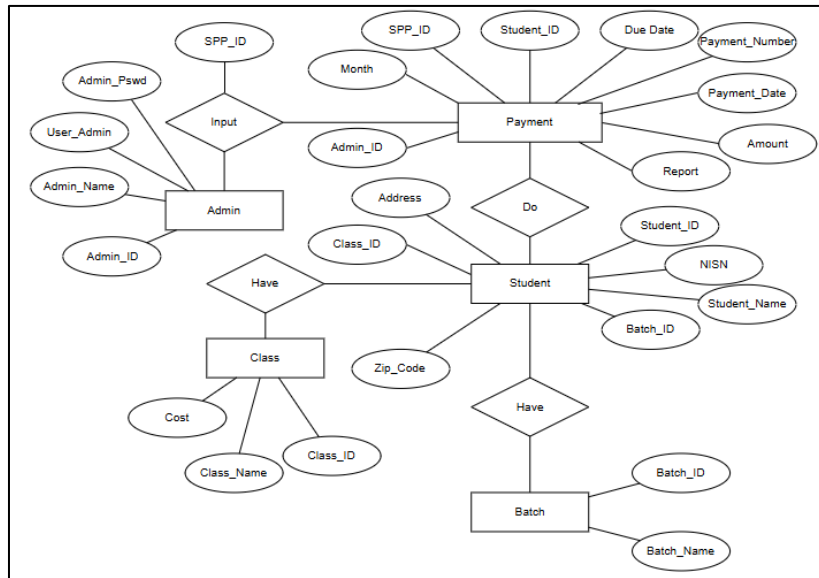 SPP_ID
SPP_ID
Student_ID
Due Date
Payment_Number
Month
Admin_Pswd
Payment_Date
Input
Payment
User_Admin
Admin_ID
Amount
Report
Admin_Name
Address
Do
Admin
Student_ID
Class_ID
Admin_ID
NISN
Have
Student
Student_Name
Batch_ID
Class
Zip_Code
Have
Cost
Class_ID
Class_Name
Batch_ID
Batch
Batch_Name